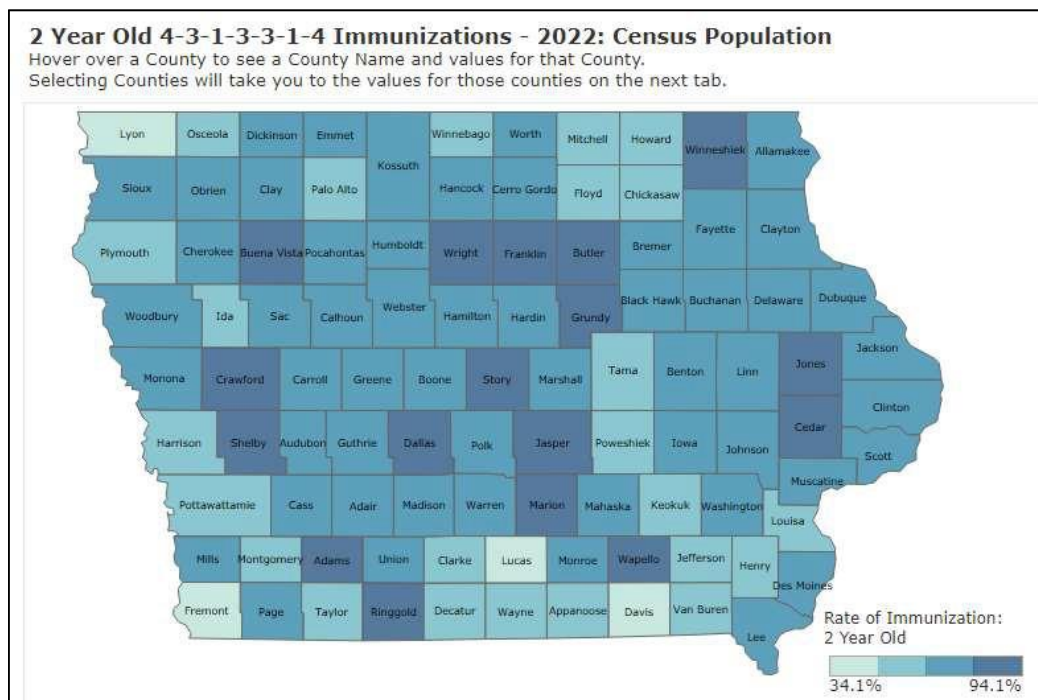 2 Year Old 4-3-1-3-3-1-4 Immunizations - 2022: Census Population
Hover over a County to see a County Name and values for that County.
Selecting Counties will take you to the values for those counties on the next tab.
Lyon Osceola Dickinson Emmet Kossuth Winnebago Worth Mitchell Howard Winneshiek Allamakee
Sioux Obrien Clay Palo Alto Hancock Cerro Gordo Floyd Chickasaw
Plymouth Cherokee Buena Vista Pocahontas Humboldt Wright Franklin Butler Bremer Fayette Clayton
Woodbury Ida Sac Calhoun Webster Hamilton Hardin Grundy Black Hawk Buchanan Delaware Dubuque
Monona Crawford Carroll Greene Boone Story Marshall Tama Benton Linn Jones Jackson
Clinton
Harrison Shelby Audubon Guthrie Dallas Polk Jasper Poweshiek Iowa Johnson Cedar Scott
Muscatine
Pottawattamie Cass Adair Madison Warren Marion Mahaska Keokuk Washington Louisa
Mills Montgomery Adams Union Clarke Lucas Monroe Wapello Jefferson Henry Des Moines
Fremont Page Taylor Ringgold Decatur Wayne Appanoose Davis Van Buren Lee
Rate of Immunization:
2 Year Old
34.1% 94.1%